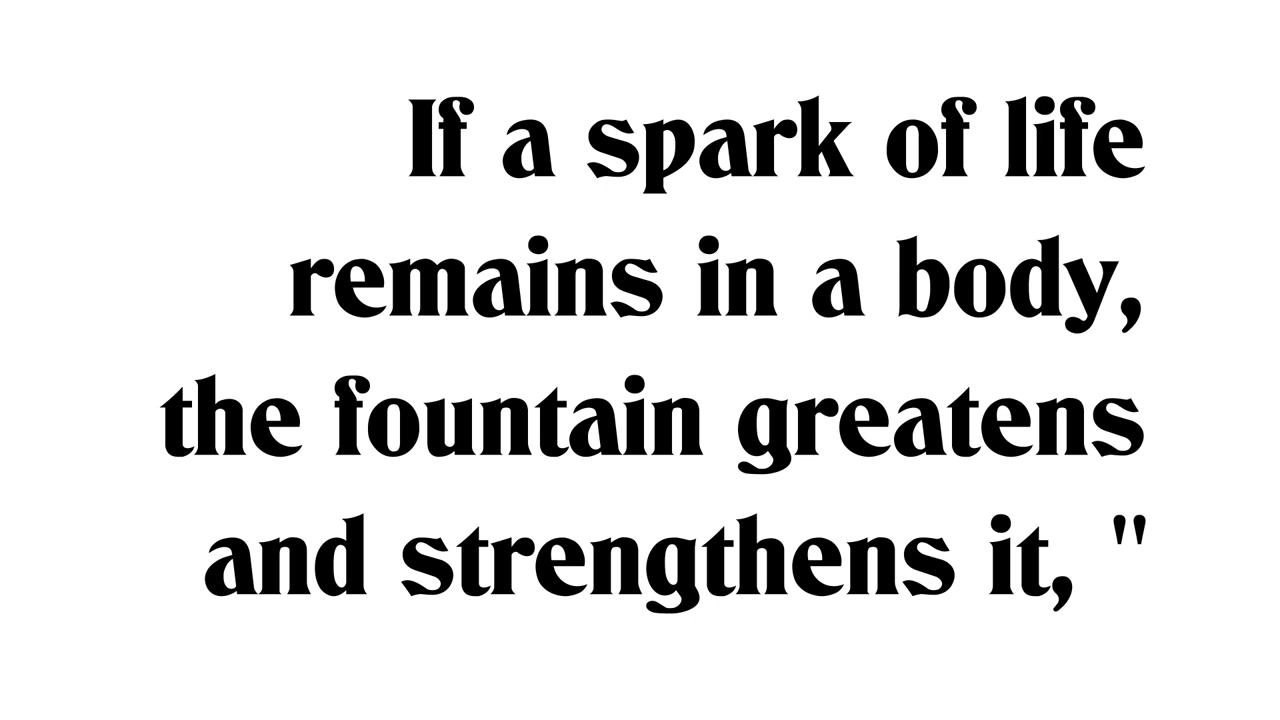 If a spark of life
remains in a body,
the fountain greatens
and strengthens it, "